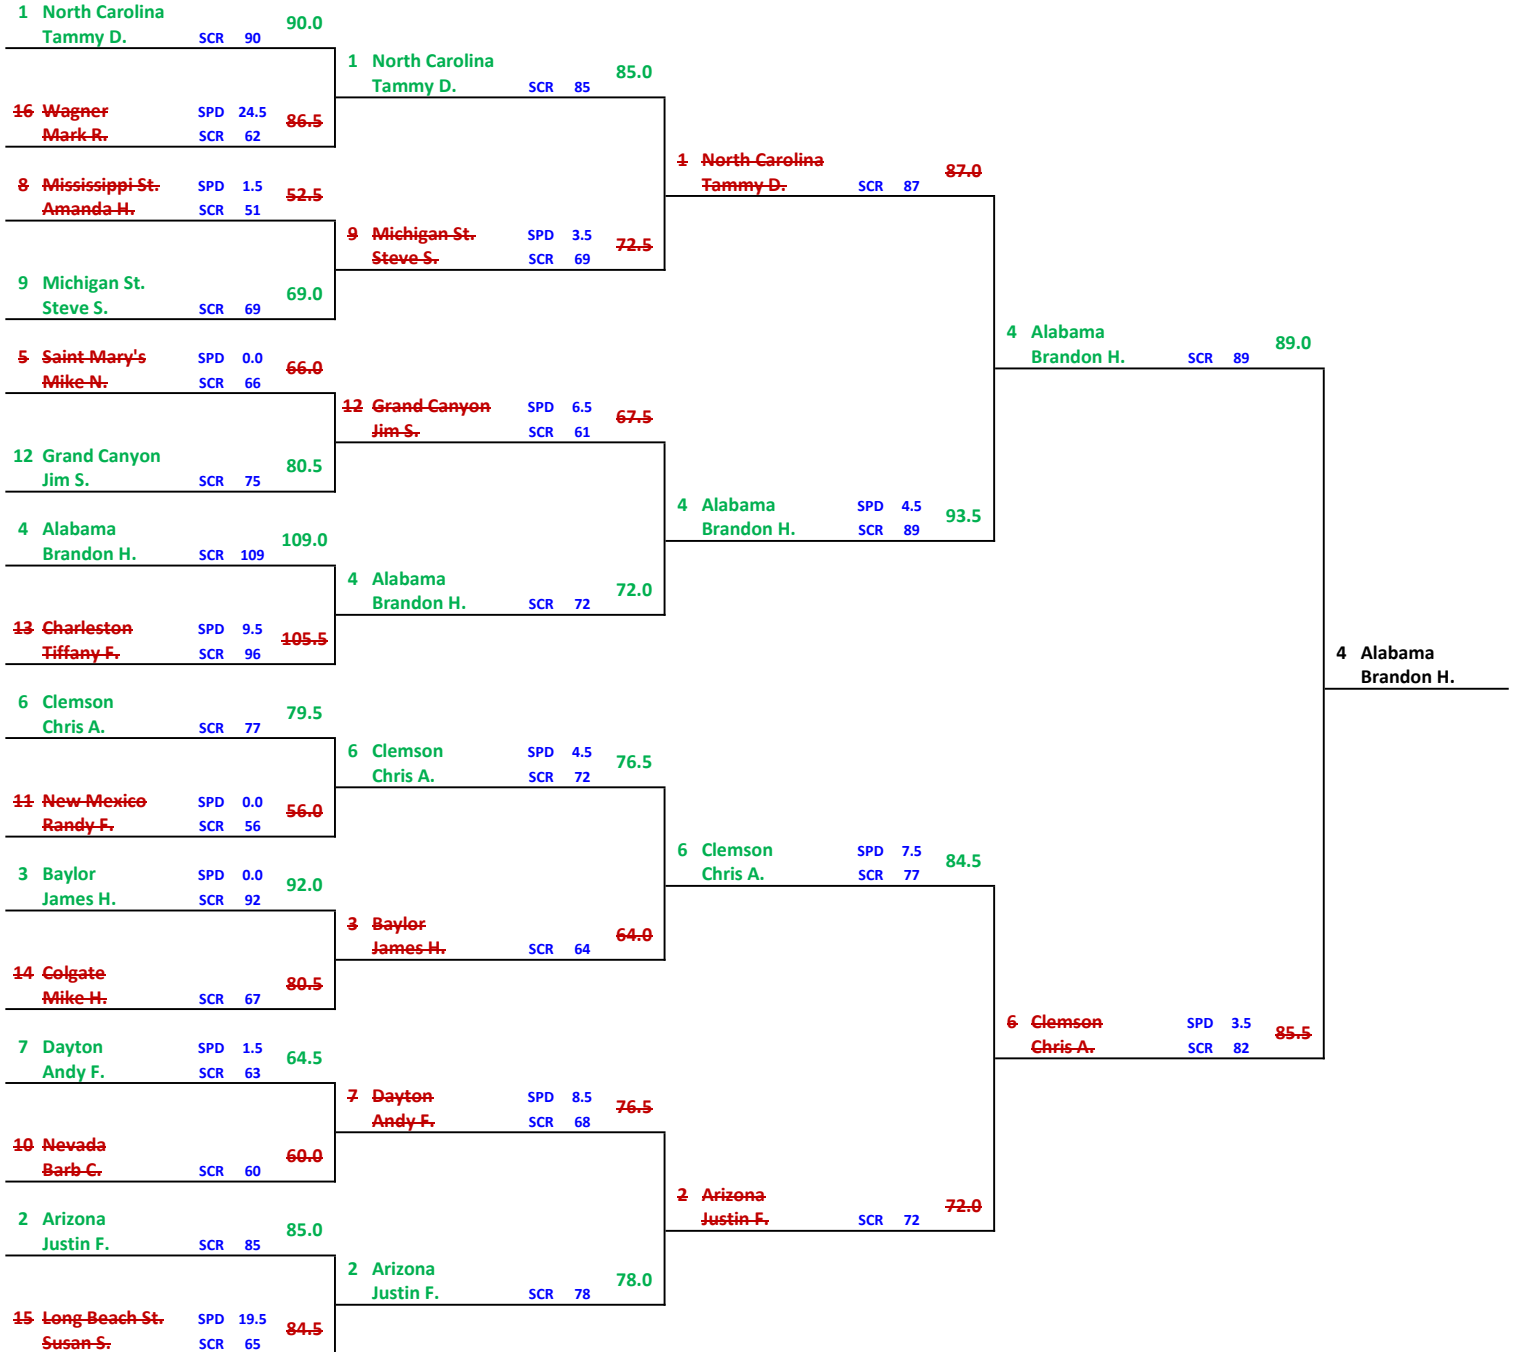 1 North Carolina 90.0
Tammy D. SCR 90
16 Wagner SPD 24.5 86.5
Mark R. SCR 62
8 Mississippi St. SPD 1.5 52.5
Amanda H. SCR 51
9 Michigan St. 69.0
Steve S. SCR 69
5 Saint Mary's SPD 0.0 66.0
Mike N. SCR 66
12 Grand Canyon 80.5
Jim S. SCR 75
4 Alabama 109.0
Brandon H. SCR 109
13 Charleston SPD 9.5 105.5
Tiffany F. SCR 96
6 Clemson 79.5
Chris A. SCR 77
11 New Mexico SPD 0.0 56.0
Randy F. SCR 56
3 Baylor SPD 0.0 92.0
James H. SCR 92
14 Colgate 80.5
Mike H. SCR 67
7 Dayton SPD 1.5 64.5
Andy F. SCR 63
10 Nevada 60.0
Barb C. SCR 60
2 Arizona 85.0
Justin F. SCR 85
15 Long Beach St. SPD 19.5 84.5
Susan S. SCR 65
1 North Carolina 85.0
Tammy D. SCR 85
9 Michigan St. SPD 3.5 72.5
Steve S. SCR 69
12 Grand Canyon SPD 6.5 67.5
Jim S. SCR 61
4 Alabama 72.0
Brandon H. SCR 72
6 Clemson SPD 4.5 76.5
Chris A. SCR 72
3 Baylor 64.0
James H. SCR 64
7 Dayton SPD 8.5 76.5
Andy F. SCR 68
2 Arizona 78.0
Justin F. SCR 78
1 North Carolina 87.0
Tammy D. SCR 87
4 Alabama SPD 4.5 93.5
Brandon H. SCR 89
6 Clemson SPD 7.5 84.5
Chris A. SCR 77
2 Arizona 72.0
Justin F. SCR 72
4 Alabama 89.0
Brandon H. SCR 89
6 Clemson SPD 3.5 85.5
Chris A. SCR 82
4 Alabama
Brandon H.